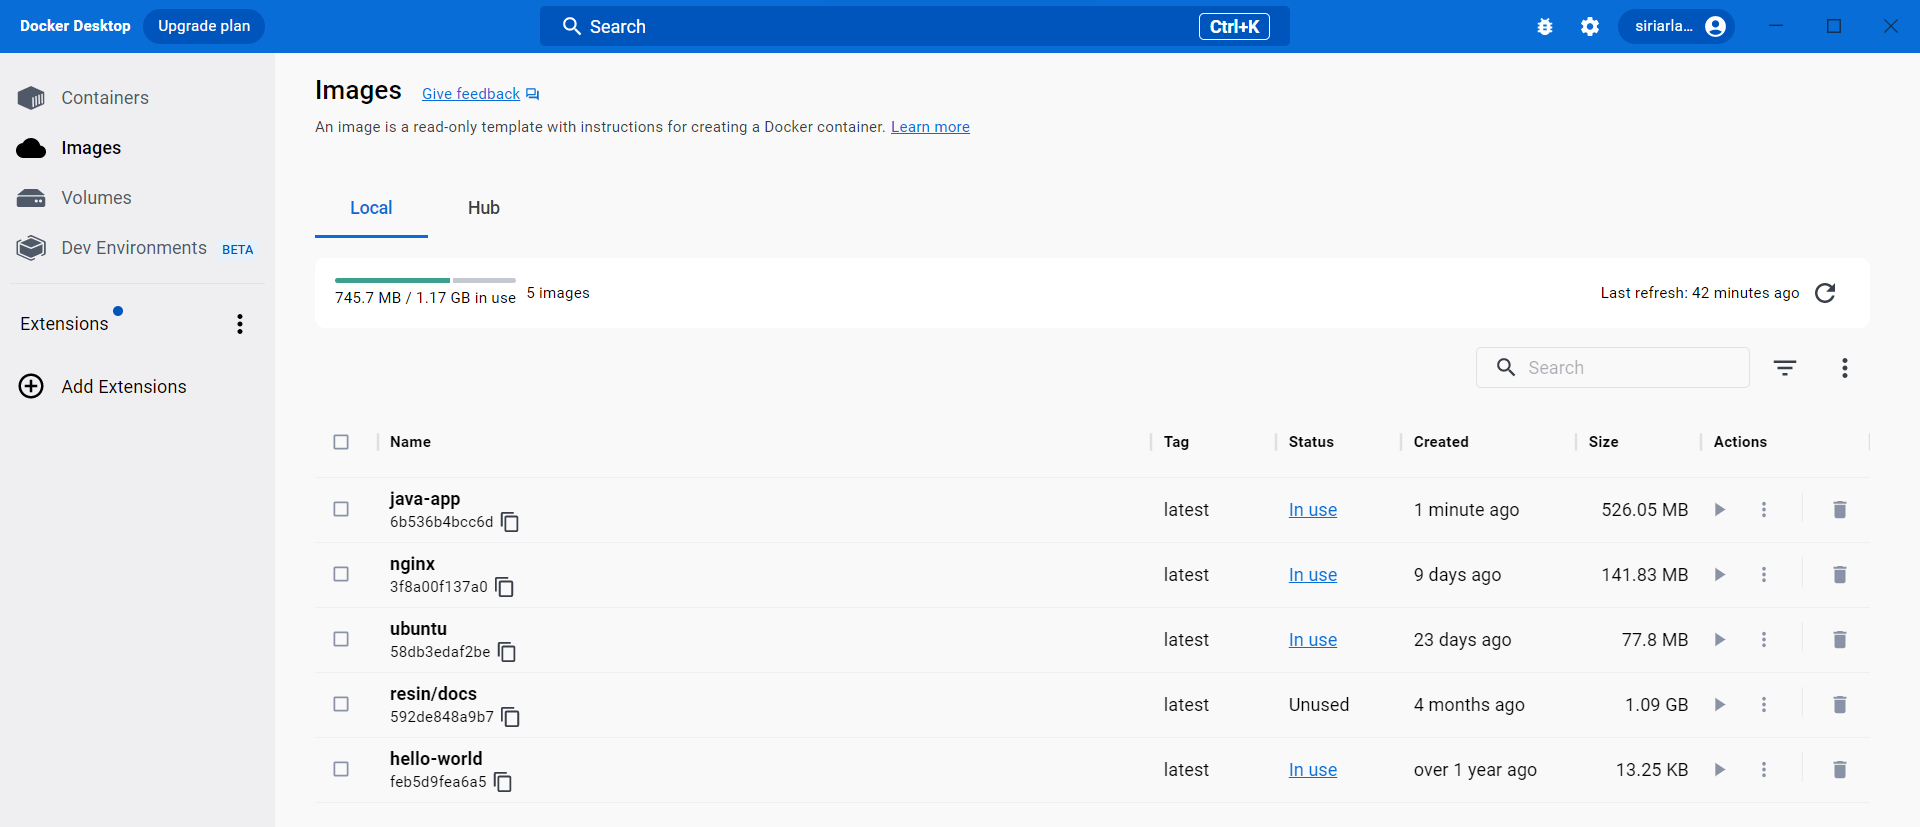 Docker Desktop Upgrade plan Search Ctrl+K siriarla...
Containers
Images
Volumes
Dev Environments BETA
Extensions
Add Extensions
Images Give feedback
An image is a read-only template with instructions for creating a Docker container. Learn more
Local Hub
745.7 MB / 1.17 GB in use 5 images Last refresh: 42 minutes ago
Search
Name Tag Status Created Size Actions
java-app
6b536b4bcc6d
latest In use 1 minute ago 526.05 MB
nginx
3f8a00f137a0
latest In use 9 days ago 141.83 MB
ubuntu
58db3edaf2be
latest In use 23 days ago 77.8 MB
resin/docs
592de848a9b7
latest Unused 4 months ago 1.09 GB
hello-world
feb5d9fea6a5
latest In use over 1 year ago 13.25 KB